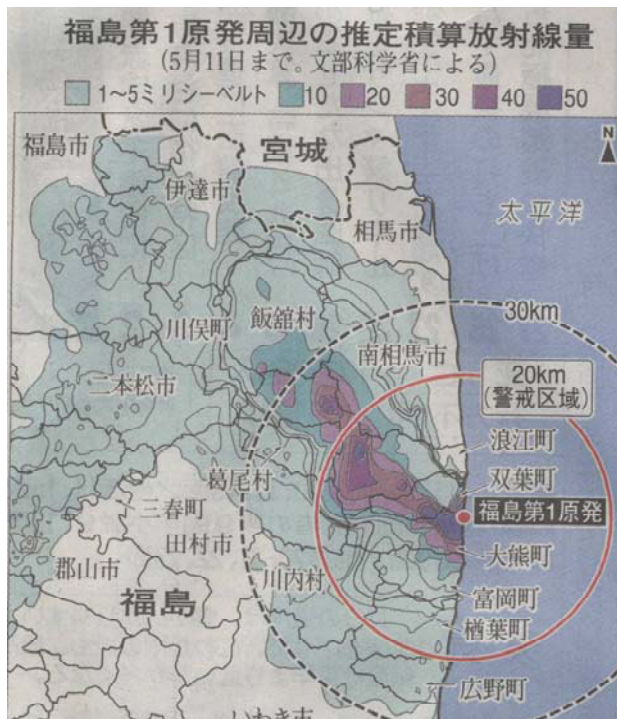 福島第1原発周辺の推定積算放射線量
(5月11日まで。文部科学省による)
1〜5ミリシーベルト 10 20 30 40 50
N
宮城
福島市
伊達市
相馬市
太平洋
30km
飯舘村
川俣町
南相馬市
20km
(警戒区域)
二本松市
浪江町
葛尾村
双葉町
三春町
福島第1原発
田村市
大熊町
郡山市
川内村
福島
富岡町
楢葉町
広野町
いわき市